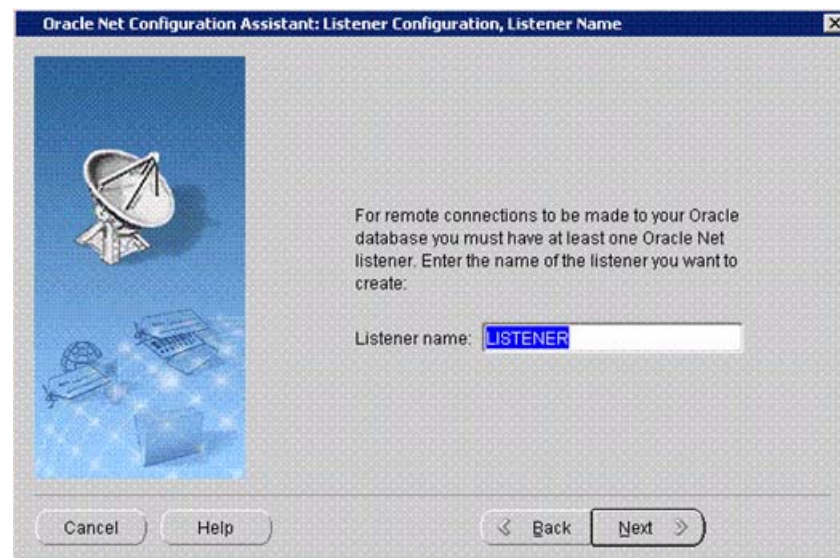 Oracle Net Configuration Assistant: Listener Configuration, Listener Name
For remote connections to be made to your Oracle
database you must have at least one Oracle Net
listener. Enter the name of the listener you want to
create:
Listener name: LISTENER
Cancel Help Back Next